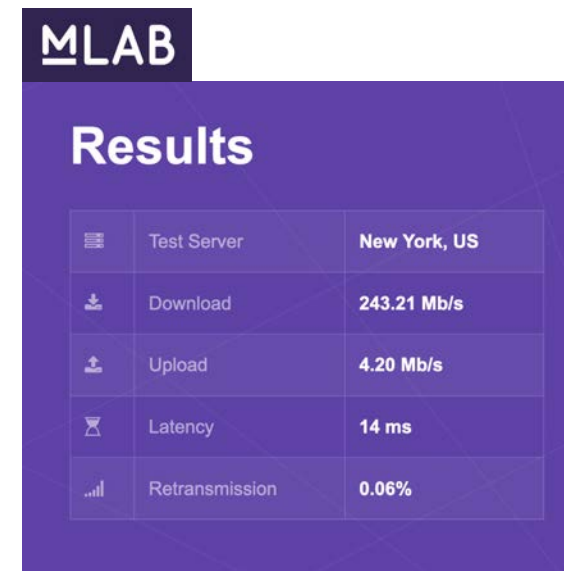 MLAB
Results
Test Server New York, US
Download 243.21 Mb/s
Upload 4.20 Mb/s
Latency 14 ms
Retransmission 0.06%